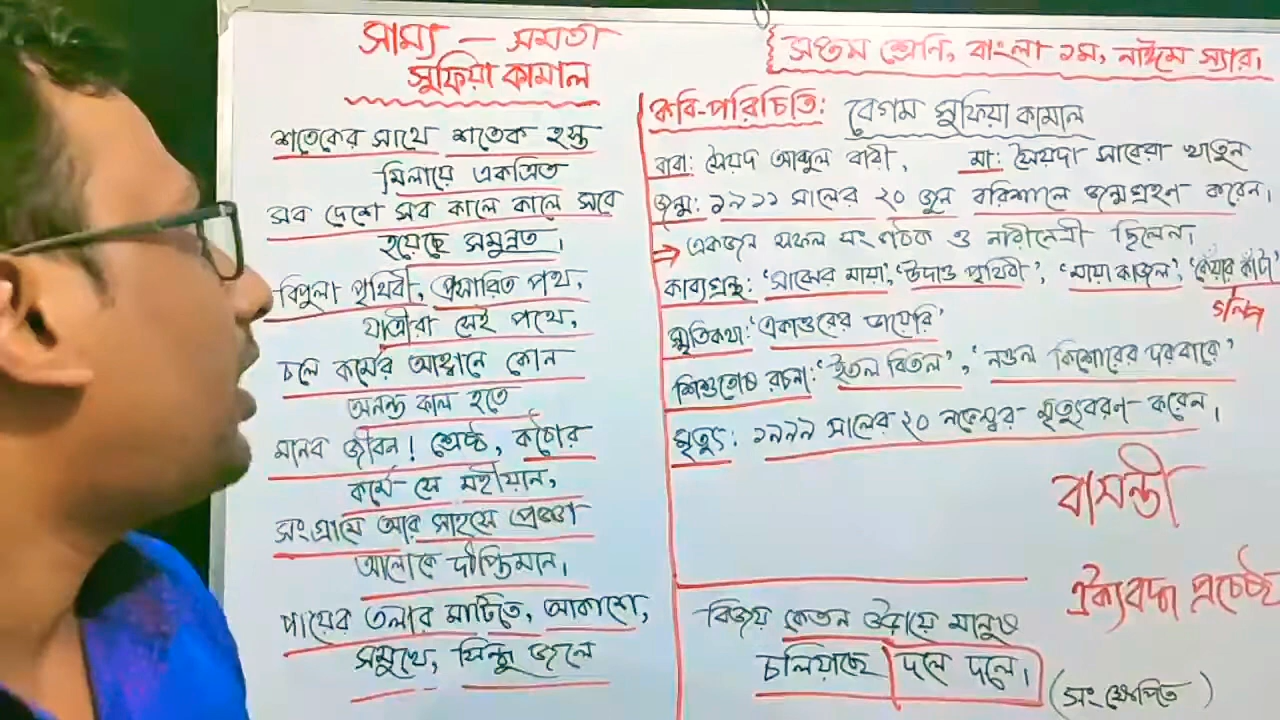 সাম্য – সমতা
সুফিয়া কামাল
শতেকের সাথে শতেক হস্ত
মিলায়ে একত্রিত
সব দেশে সব কালে কালে সবে
হয়েছে সমুন্নত।
বিপুলা পৃথিবী, প্রসারিত পথ,
যাত্রীরা সেই পথে,
চলে কর্মের আহ্বানে কোন
অনন্ত কাল হতে
মানব জীবন! শ্রেষ্ঠ, কঠোর
কর্মে সে মহীয়ান,
সংগ্রামে আর সাহসে প্রজ্ঞা
আলোকে দীপ্তিমান।
পায়ের তলার মাটিতে, আকাশে,
সমুখে, সিন্ধু জলে
সপ্তম শ্রেণি, বাংলা ১ম, নাঈম স্যার।
কবি-পরিচিতি: বেগম সুফিয়া কামাল
বাবা: সৈয়দ আব্দুল বারী, মা: সৈয়দা সাবেরা খাতুন
জন্ম: ১৯১১ সালের ২০ জুন বরিশালে জন্মগ্রহণ করেন।
⇒ একজন সফল সংগঠক ও নারীনেত্রী ছিলেন।
কাব্যগ্রন্থ: 'সাঁঝের মায়া', 'উদাত্ত পৃথিবী', 'মায়া কাজল', 'কেয়ার কাঁটা'
গল্প
স্মৃতিকথা: 'একাত্তরের ডায়েরি'
শিশুতোষ রচনা: 'ইতল বিতল', 'নওল কিশোরের দরবারে'
মৃত্যু: ১৯৯৯ সালের ২০ নভেম্বর মৃত্যুবরণ করেন।
বাসন্তী
ঐক্যবদ্ধ প্রচেষ্টা
বিজয় কেতন উড়ায়ে মানুষ
চলিয়াছে দলে দলে।
(সংক্ষেপিত)